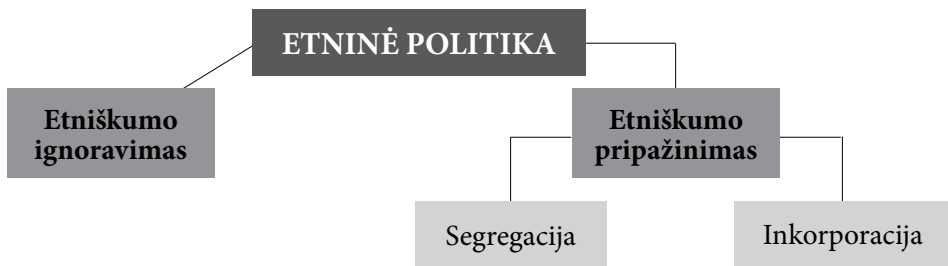 ETNINĖ POLITIKA
Etniškumo
ignoravimas
Etniškumo
pripažinimas
Segregacija
Inkorporacija